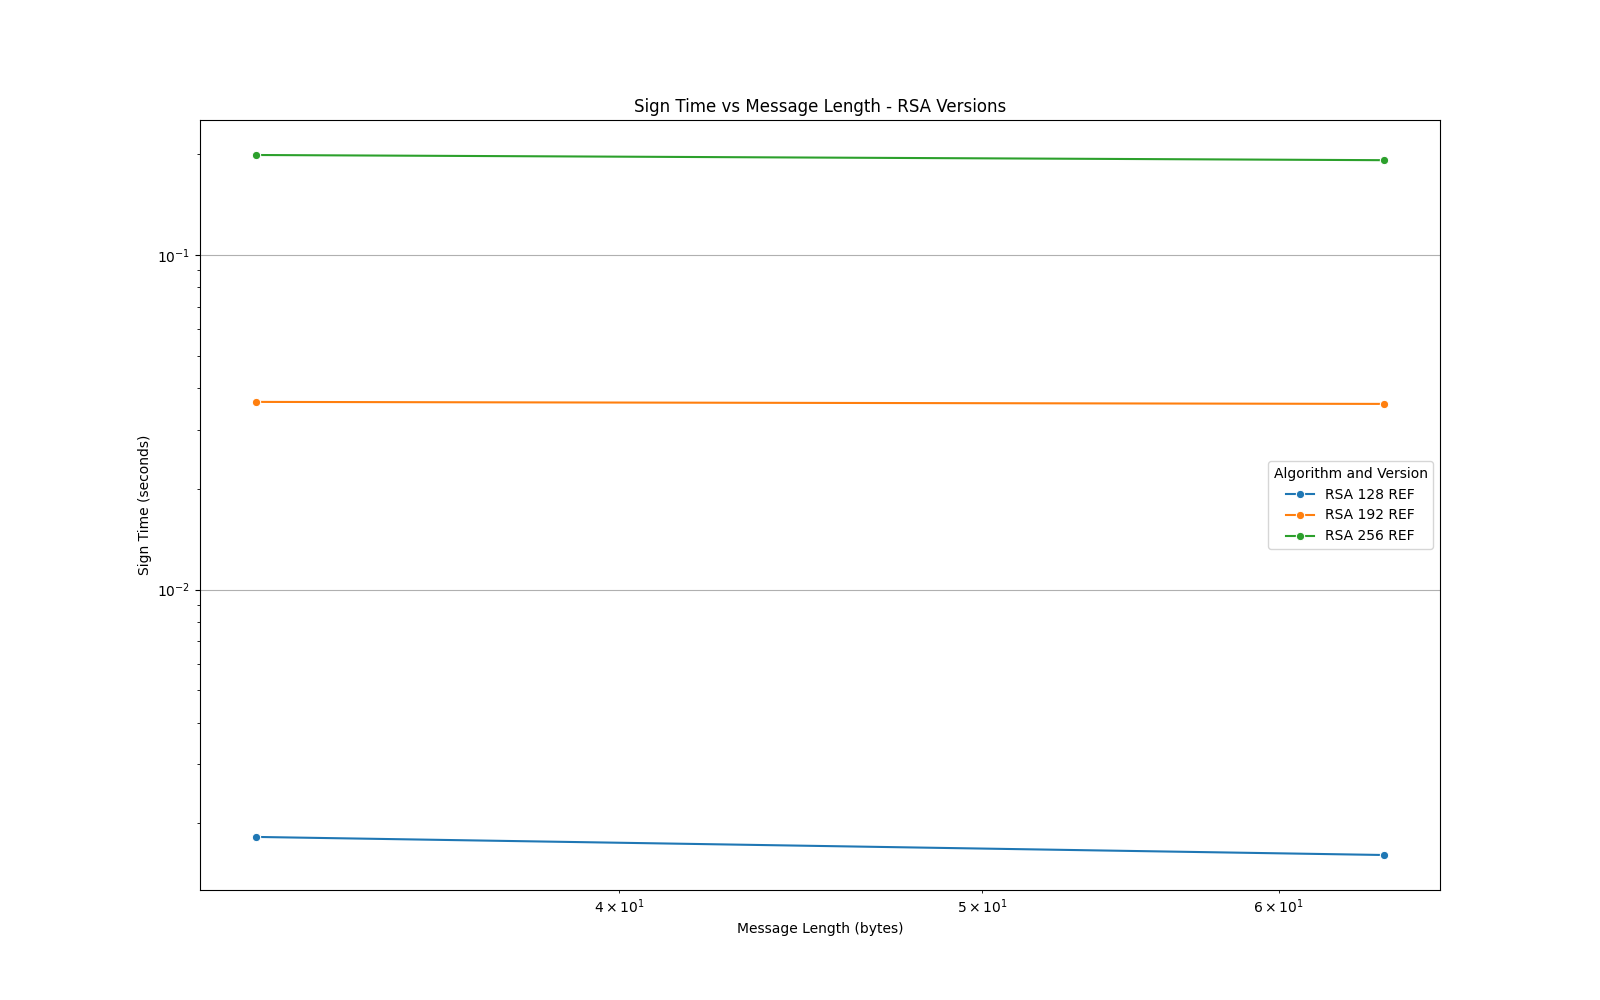 Sign Time vs Message Length - RSA Versions
10⁻¹
10⁻²
Sign Time (seconds)
Algorithm and Version
RSA 128 REF
RSA 192 REF
RSA 256 REF
4 × 10¹ 5 × 10¹ 6 × 10¹
Message Length (bytes)